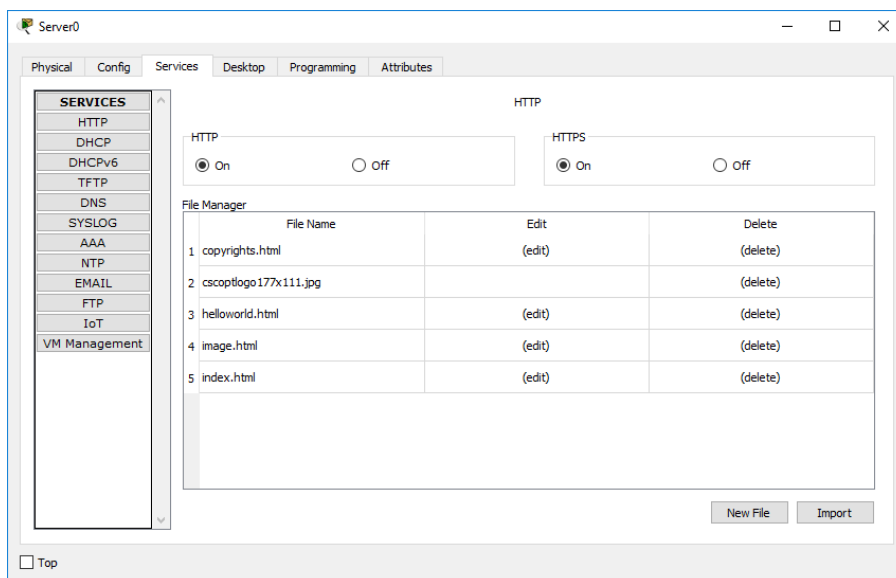 Server0
Physical Config Services Desktop Programming Attributes
SERVICES
HTTP
DHCP
DHCPv6
TFTP
DNS
SYSLOG
AAA
NTP
EMAIL
FTP
IoT
VM Management
HTTP
HTTP
On Off
HTTPS
On Off
File Manager
File Name Edit Delete
1 copyrights.html (edit) (delete)
2 cscoptlogo177x111.jpg (delete)
3 helloworld.html (edit) (delete)
4 image.html (edit) (delete)
5 index.html (edit) (delete)
New File Import
Top